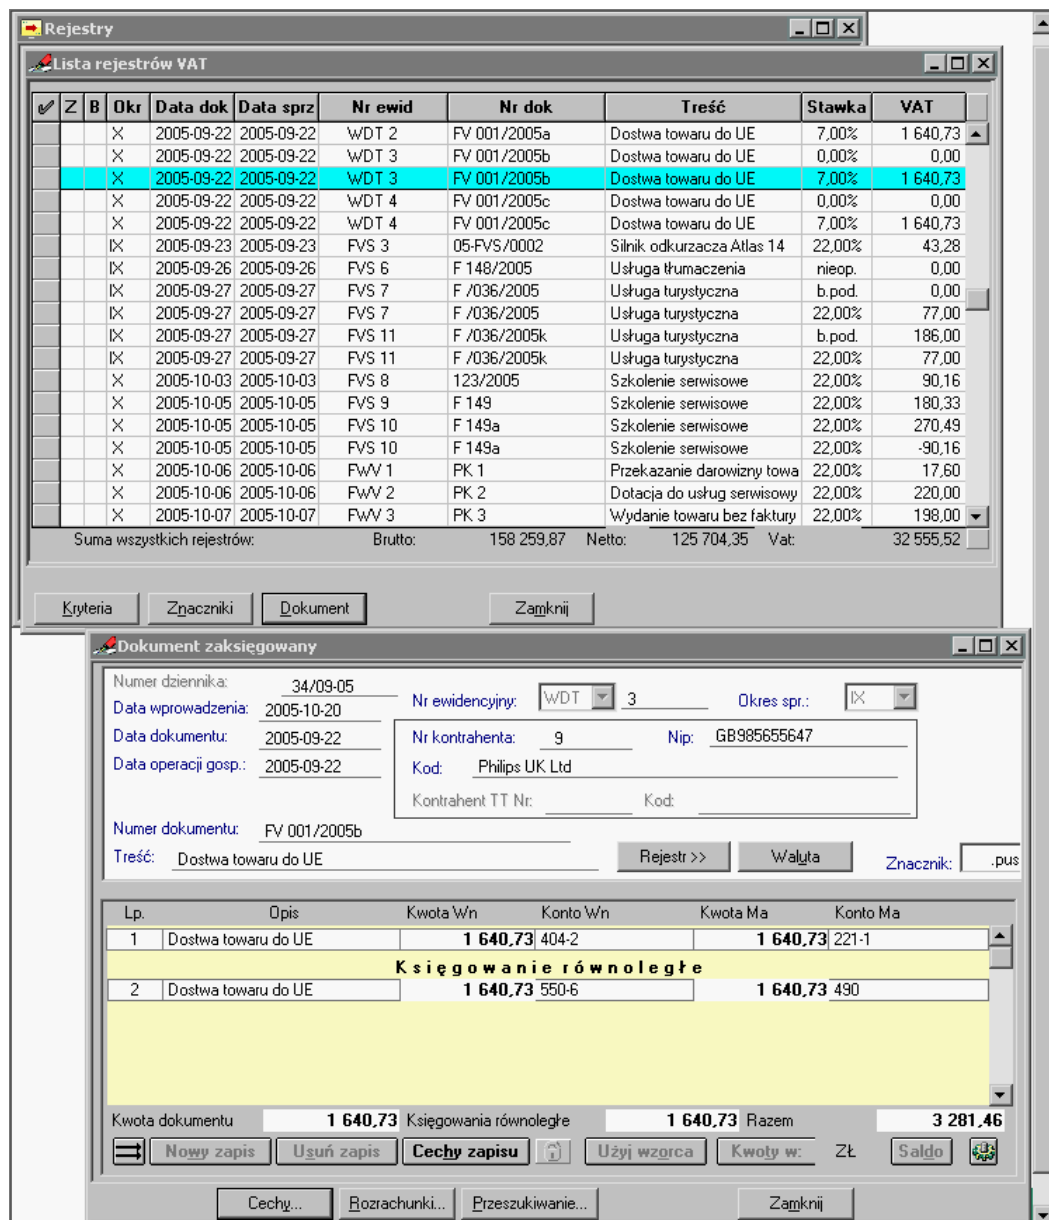 Rejestry
Lista rejestrów VAT
Z B Okr Data dok Data sprz Nr ewid Nr dok Treść Stawka VAT
X 2005-09-22 2005-09-22 WDT 2 FV 001/2005a Dostwa towaru do UE 7,00% 1 640,73
X 2005-09-22 2005-09-22 WDT 3 FV 001/2005b Dostwa towaru do UE 0,00% 0,00
X 2005-09-22 2005-09-22 WDT 3 FV 001/2005b Dostwa towaru do UE 7,00% 1 640,73
X 2005-09-22 2005-09-22 WDT 4 FV 001/2005c Dostwa towaru do UE 0,00% 0,00
X 2005-09-22 2005-09-22 WDT 4 FV 001/2005c Dostwa towaru do UE 7,00% 1 640,73
IX 2005-09-23 2005-09-23 FVS 3 05-FVS/0002 Silnik odkurzacza Atlas 14 22,00% 43,28
IX 2005-09-26 2005-09-26 FVS 6 F 148/2005 Usługa tłumaczenia nieop. 0,00
IX 2005-09-27 2005-09-27 FVS 7 F /036/2005 Usługa turystyczna b.pod. 0,00
IX 2005-09-27 2005-09-27 FVS 7 F /036/2005 Usługa turystyczna 22,00% 77,00
IX 2005-09-27 2005-09-27 FVS 11 F /036/2005k Usługa turystyczna b.pod. 186,00
IX 2005-09-27 2005-09-27 FVS 11 F /036/2005k Usługa turystyczna 22,00% 77,00
X 2005-10-03 2005-10-03 FVS 8 123/2005 Szkolenie serwisowe 22,00% 90,16
X 2005-10-05 2005-10-05 FVS 9 F 149 Szkolenie serwisowe 22,00% 180,33
X 2005-10-05 2005-10-05 FVS 10 F 149a Szkolenie serwisowe 22,00% 270,49
X 2005-10-05 2005-10-05 FVS 10 F 149a Szkolenie serwisowe 22,00% -90,16
X 2005-10-06 2005-10-06 FWV 1 PK 1 Przekazanie darowizny towa 22,00% 17,60
X 2005-10-06 2005-10-06 FWV 2 PK 2 Dotacja do usług serwisowy 22,00% 220,00
X 2005-10-07 2005-10-07 FWV 3 PK 3 Wydanie towaru bez faktury 22,00% 198,00
Suma wszystkich rejestrów: Brutto: 158 259,87 Netto: 125 704,35 Vat: 32 555,52
Kryteria Znaczniki Dokument Zamknij
Dokument zaksięgowany
Numer dziennika: 34/09-05
Nr ewidencyjny: WDT 3 Okres spr.: IX
Data wprowadzenia: 2005-10-20
Data dokumentu: 2005-09-22 Nr kontrahenta: 9 Nip: GB985655647
Data operacji gosp.: 2005-09-22 Kod: Philips UK Ltd
Kontrahent TT Nr: Kod:
Numer dokumentu: FV 001/2005b
Treść: Dostwa towaru do UE Rejestr >> Waluta Znacznik: .pus
Lp. Opis Kwota Wn Konto Wn Kwota Ma Konto Ma
1 Dostwa towaru do UE 1 640,73 404-2 1 640,73 221-1
Księgowanie równoległe
2 Dostwa towaru do UE 1 640,73 550-6 1 640,73 490
Kwota dokumentu 1 640,73 Księgowania równoległe 1 640,73 Razem 3 281,46
Nowy zapis Usuń zapis Cechy zapisu Użyj wzorca Kwoty w: ZŁ Saldo
Cechy... Rozrachunki... Przeszukiwanie... Zamknij